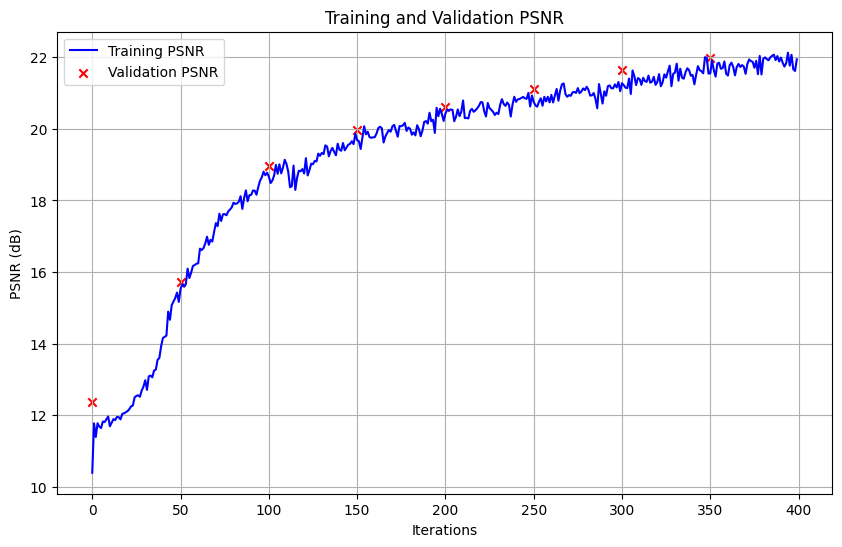 Training and Validation PSNR
Training PSNR
Validation PSNR
PSNR (dB)
22
20
18
16
14
12
10
0 50 100 150 200 250 300 350 400
Iterations